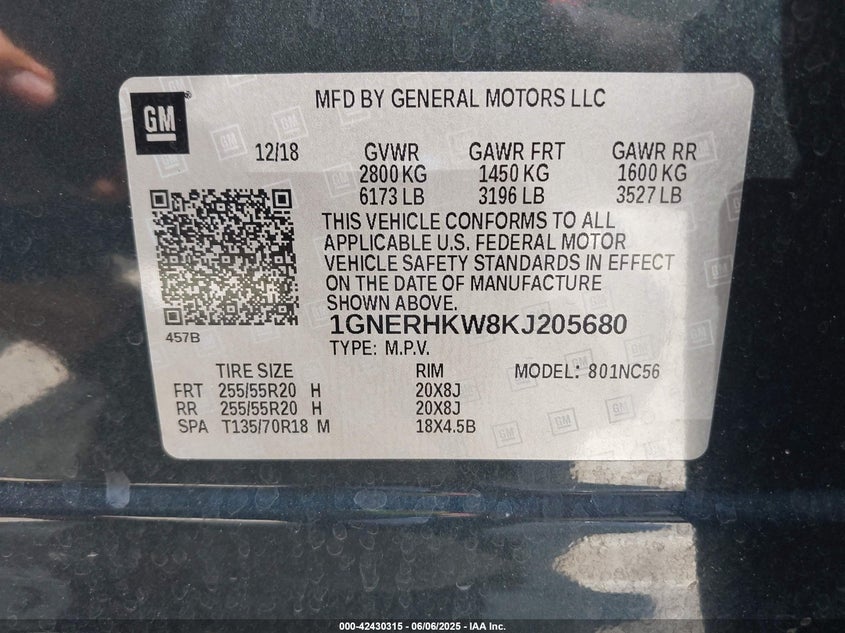 GM
MFD BY GENERAL MOTORS LLC
12/18 GVWR GAWR FRT GAWR RR
2800 KG 1450 KG 1600 KG
6173 LB 3196 LB 3527 LB
THIS VEHICLE CONFORMS TO ALL
APPLICABLE U.S. FEDERAL MOTOR
VEHICLE SAFETY STANDARDS IN EFFECT
ON THE DATE OF MANUFACTURE
SHOWN ABOVE.
1GNERHKW8KJ205680
457B
TYPE: M.P.V.
TIRE SIZE RIM MODEL: 801NC56
FRT 255/55R20 H 20X8J
RR 255/55R20 H 20X8J
SPA T135/70R18 M 18X4.5B
000-42430315 - 06/06/2025 - IAA Inc.